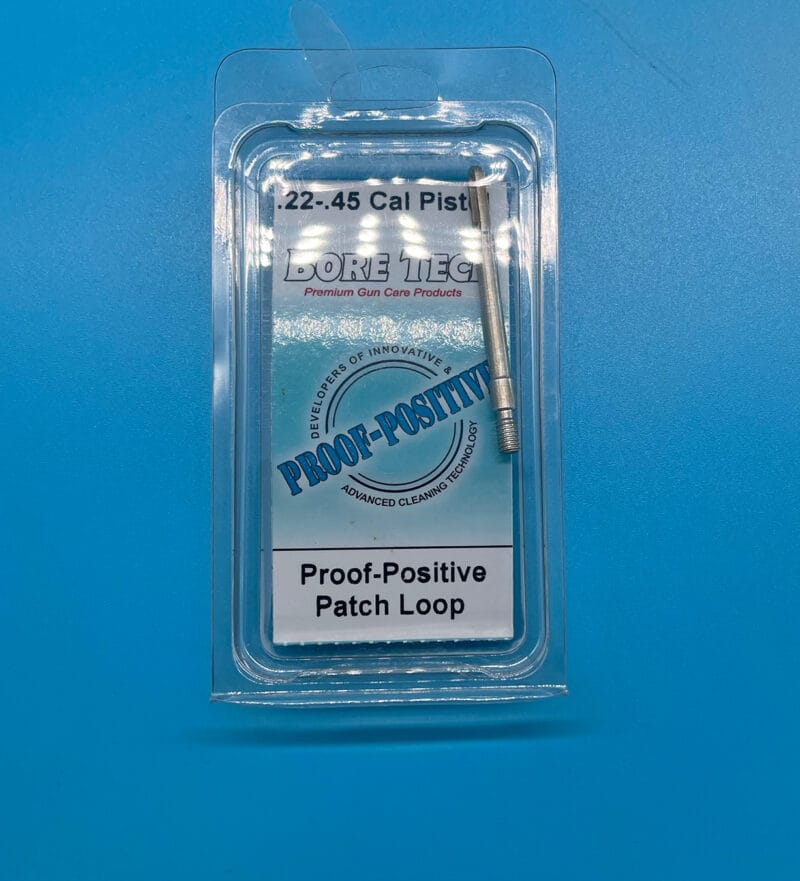 .22-.45 Cal Pist
BORE TEC
Premium Gun Care Products
DEVELOPERS OF INNOVATIVE &
PROOF-POSITIVE
ADVANCED CLEANING TECHNOLOGY
Proof-Positive
Patch Loop